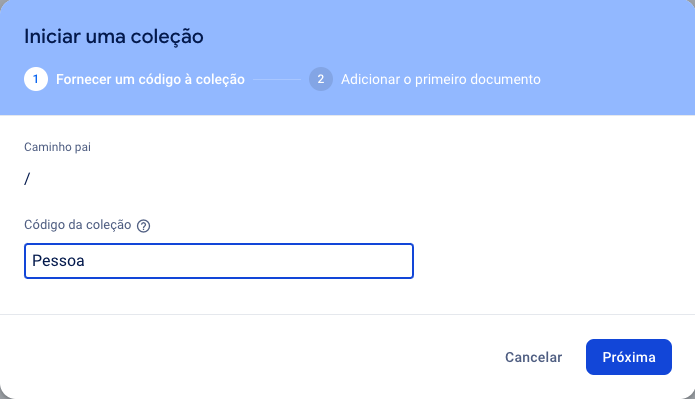 Iniciar uma coleção
1 Fornecer um código à coleção 2 Adicionar o primeiro documento
Caminho pai
/
Código da coleção ?
Pessoa
Cancelar Próxima